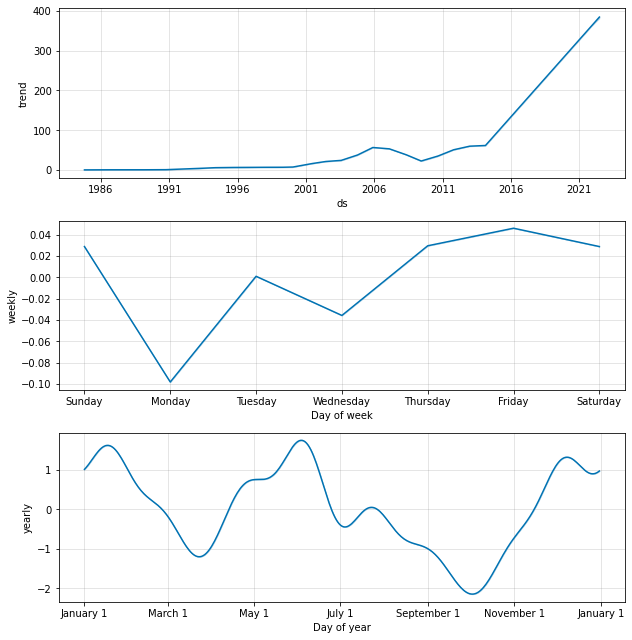 400
300
200
100
0
trend
1986 1991 1996 2001 2006 2011 2016 2021
ds
0.04
0.02
0.00
−0.02
−0.04
−0.06
−0.08
−0.10
weekly
Sunday Monday Tuesday Wednesday Thursday Friday Saturday
Day of week
1
0
−1
−2
yearly
January 1 March 1 May 1 July 1 September 1 November 1 January 1
Day of year